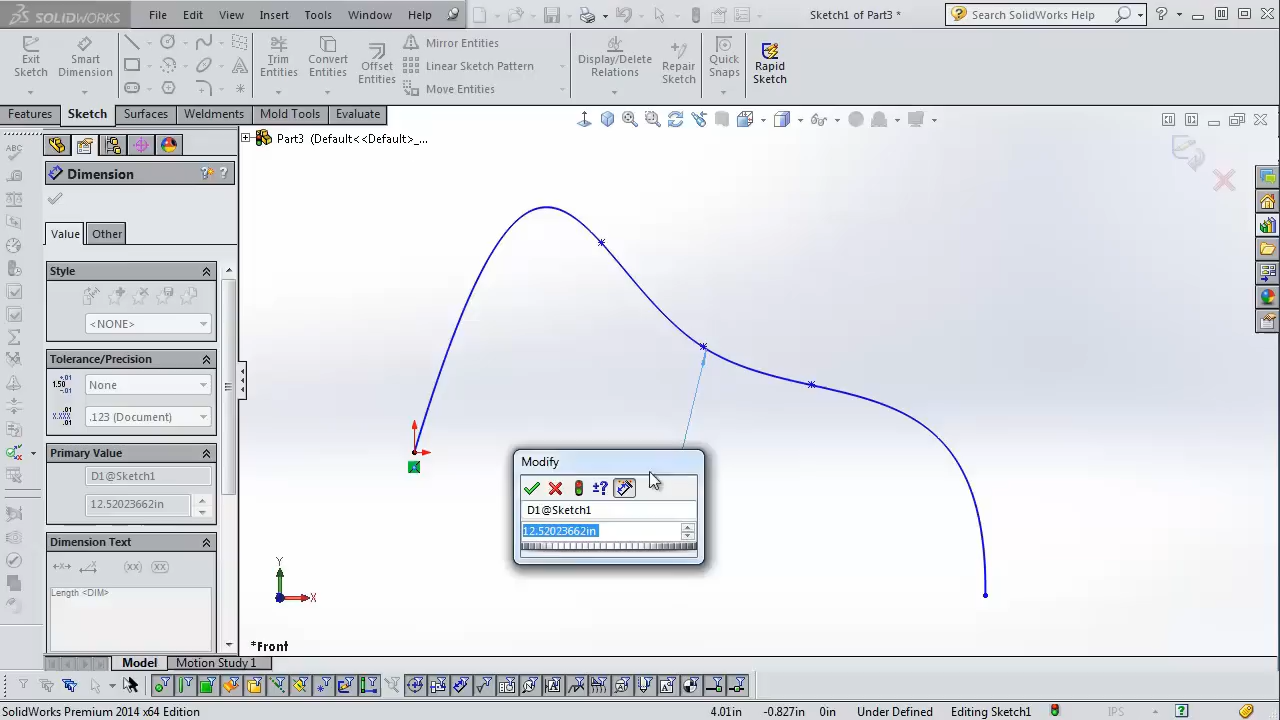 SOLIDWORKS
File Edit View Insert Tools Window Help
Sketch1 of Part3 *
Search SolidWorks Help
Exit Sketch
Smart Dimension
Trim Entities
Convert Entities
Offset Entities
Mirror Entities
Linear Sketch Pattern
Move Entities
Display/Delete Relations
Repair Sketch
Quick Snaps
Rapid Sketch
Features Sketch Surfaces Weldments Mold Tools Evaluate
Part3 (Default<<Default>_...
ABC
Dimension
Value Other
Style
<NONE>
Tolerance/Precision
None
.123 (Document)
Primary Value
D1@Sketch1
12.52023662in
Dimension Text
Length <DIM>
Modify
±?
D1@Sketch1
12.52023662in
Y
X
*Front
Model Motion Study 1
SolidWorks Premium 2014 x64 Edition
4.01in -0.827in 0in Under Defined Editing Sketch1 IPS